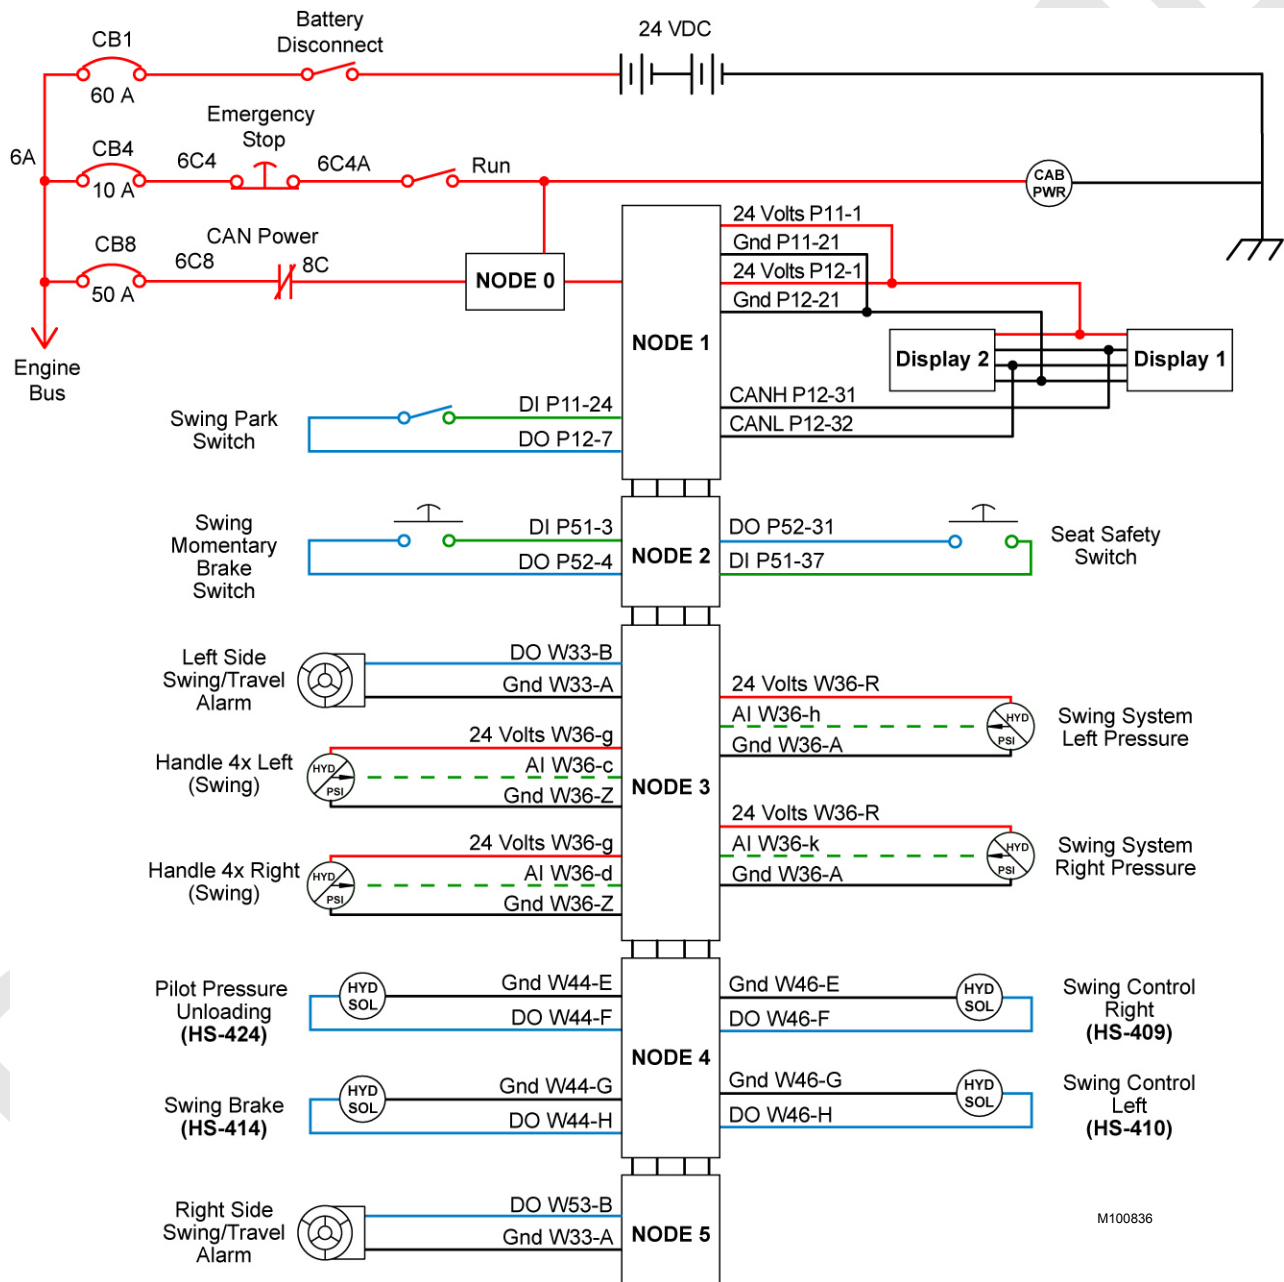 Battery
Disconnect
24 VDC
CB1
60 A
Emergency
Stop
6A
CB4
10 A
6C4
6C4A
Run
CAB
PWR
CB8
50 A
6C8
CAN Power
8C
NODE 0
Engine
Bus
NODE 1
24 Volts P11-1
Gnd P11-21
24 Volts P12-1
Gnd P12-21
Display 2
Display 1
CANH P12-31
CANL P12-32
Swing Park
Switch
DI P11-24
DO P12-7
Swing
Momentary
Brake
Switch
DI P51-3
DO P52-4
NODE 2
DO P52-31
DI P51-37
Seat Safety
Switch
Left Side
Swing/Travel
Alarm
DO W33-B
Gnd W33-A
Handle 4x Left
(Swing)
HYD
PSI
24 Volts W36-g
AI W36-c
Gnd W36-Z
NODE 3
24 Volts W36-R
AI W36-h
Gnd W36-A
HYD
PSI
Swing System
Left Pressure
Handle 4x Right
(Swing)
HYD
PSI
24 Volts W36-g
AI W36-d
Gnd W36-Z
24 Volts W36-R
AI W36-k
Gnd W36-A
HYD
PSI
Swing System
Right Pressure
Pilot Pressure
Unloading
(HS-424)
HYD
SOL
Gnd W44-E
DO W44-F
NODE 4
Gnd W46-E
DO W46-F
HYD
SOL
Swing Control
Right
(HS-409)
Swing Brake
(HS-414)
HYD
SOL
Gnd W44-G
DO W44-H
Gnd W46-G
DO W46-H
HYD
SOL
Swing Control
Left
(HS-410)
Right Side
Swing/Travel
Alarm
DO W53-B
Gnd W33-A
NODE 5
M100836